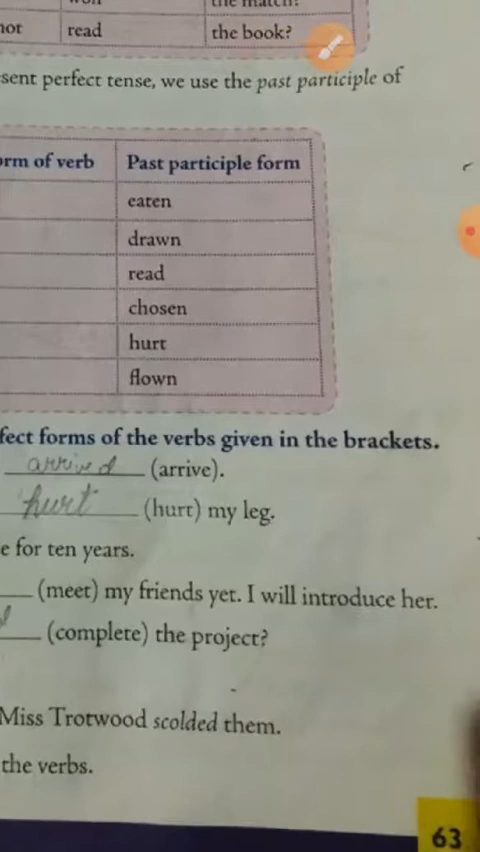 the match?
not read the book?
sent perfect tense, we use the past participle of
orm of verb Past participle form
eaten
drawn
read
chosen
hurt
flown
fect forms of the verbs given in the brackets.
arrived (arrive).
hurt (hurt) my leg.
e for ten years.
(meet) my friends yet. I will introduce her.
(complete) the project?
Miss Trotwood scolded them.
the verbs.
63